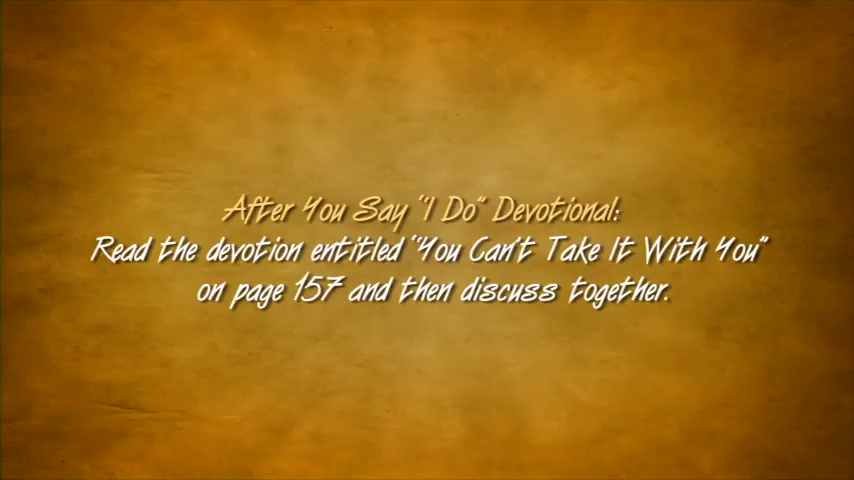 After You Say "I Do" Devotional:
Read the devotion entitled "You Can't Take It With You"
on page 157 and then discuss together.